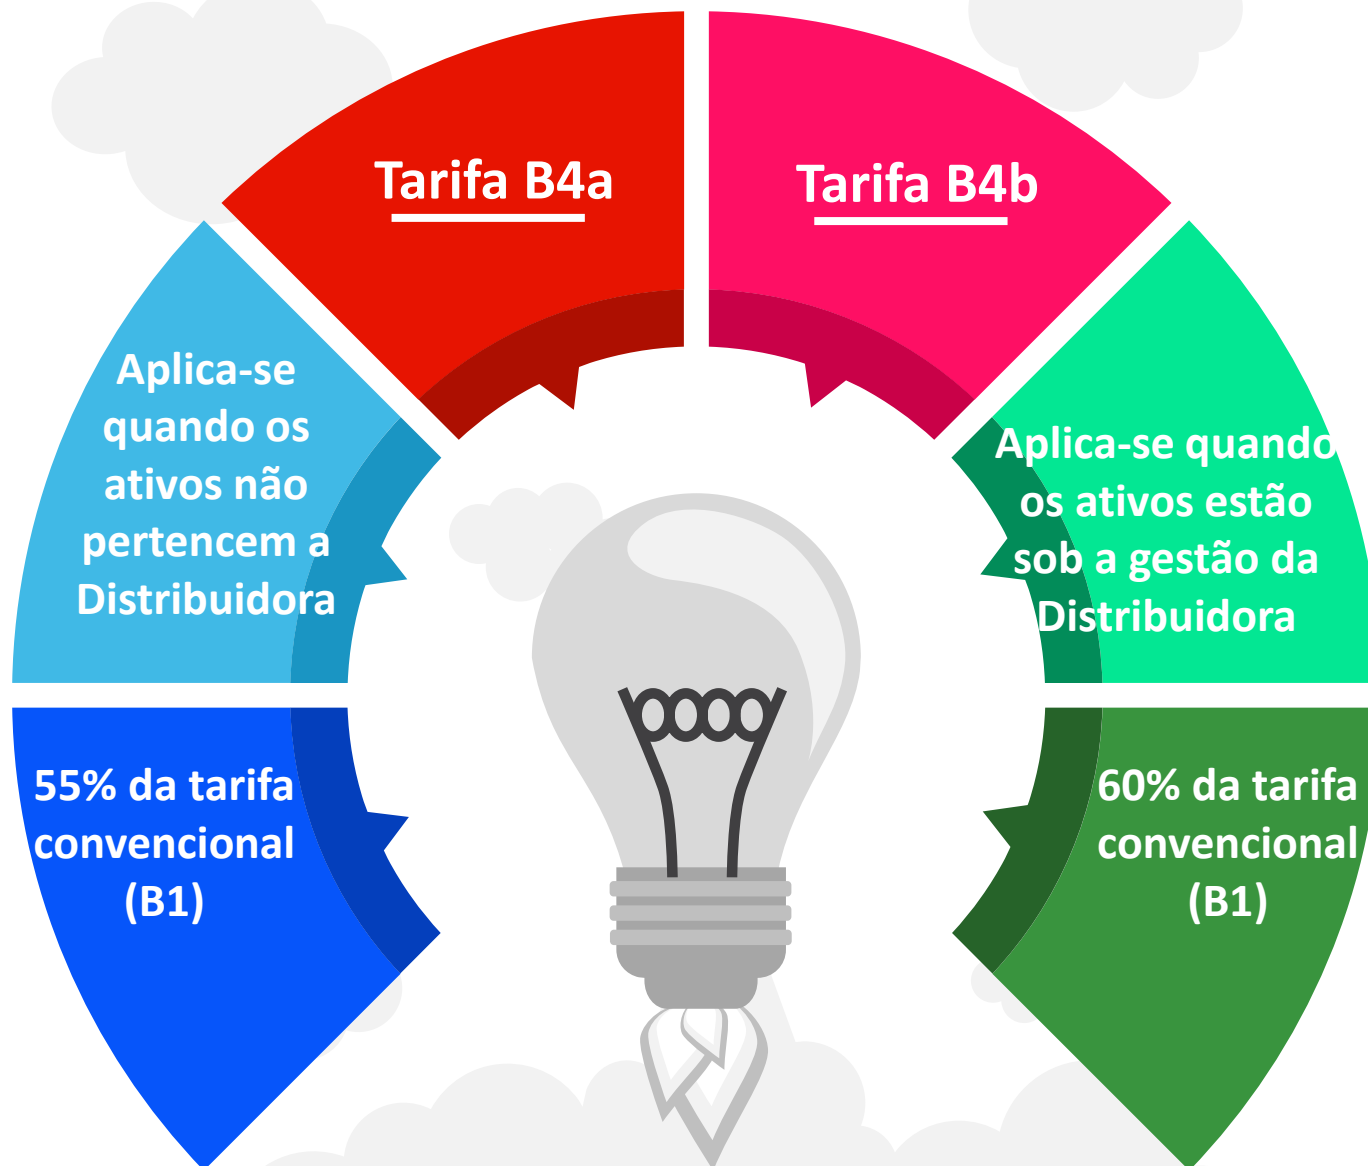 Tarifa B4a
Tarifa B4b
Aplica-se
quando os
ativos não
pertencem a
Distribuidora
Aplica-se quando
os ativos estão
sob a gestão da
Distribuidora
55% da tarifa
convencional
(B1)
60% da tarifa
convencional
(B1)